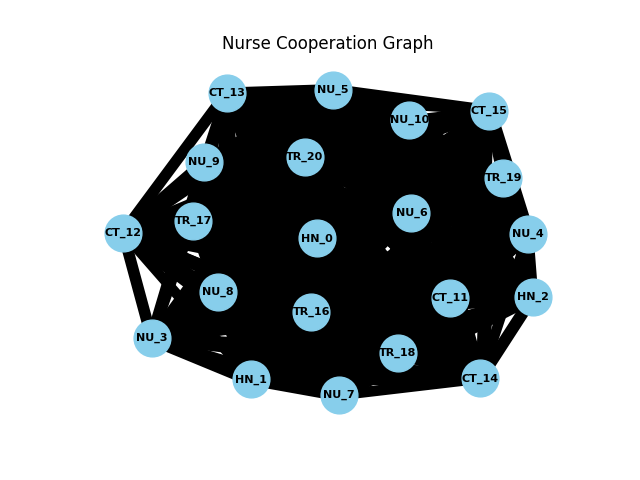 Nurse Cooperation Graph
CT_13
NU_5
CT_15
NU_10
NU_9
TR_20
TR_19
NU_6
TR_17
CT_12
HN_0
NU_4
NU_8
CT_11
HN_2
TR_16
NU_3
TR_18
HN_1
CT_14
NU_7